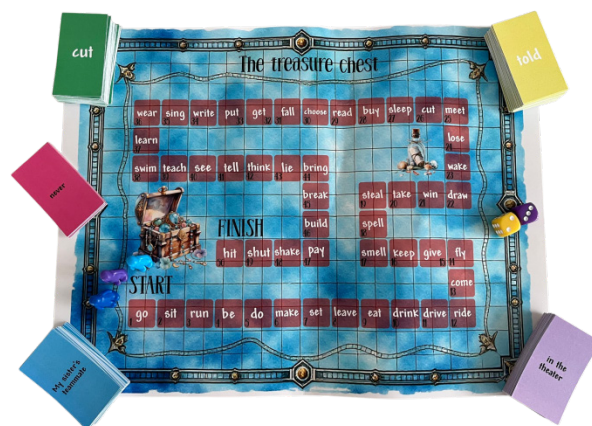 cut
told
The treasure chest
wear sing write put get fall choose read buy sleep cut meet
learn lose
swim teach see tell think lie bring wake
break steal take win draw
FINISH build spell
hit shut shake pay smell keep give fly
never
START come
go sit run be do make set leave eat drink drive ride
My sister's
in the
theater